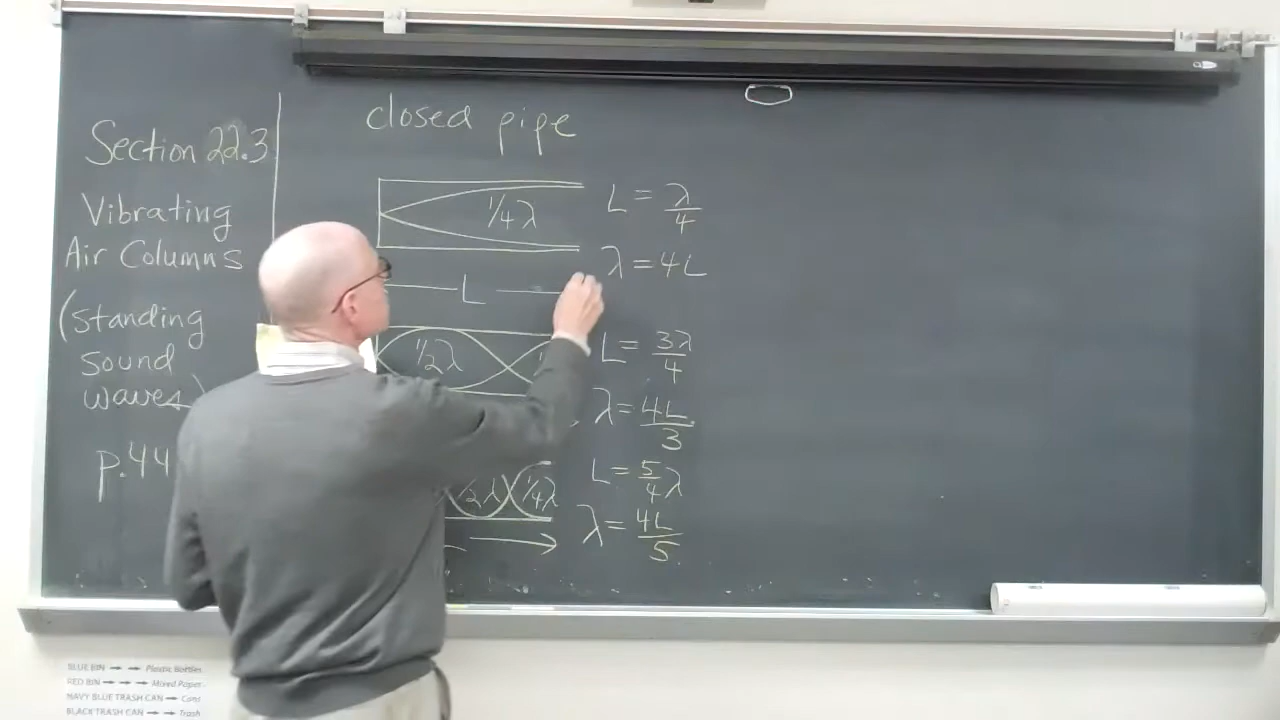 Section 22.3
Vibrating
Air Columns
(standing
sound
waves)
p.44
closed pipe
1/4 λ
L = λ/4
λ = 4L
L
1/2 λ
L = 3λ/4
λ = 4L/3
1/2 λ 1/4 λ
L = 5/4 λ
λ = 4L/5
BLUE BIN → → Plastic Bottles
RED BIN → → → Mixed Paper
NAVY BLUE TRASH CAN → Cans
BLACK TRASH CAN → → Trash